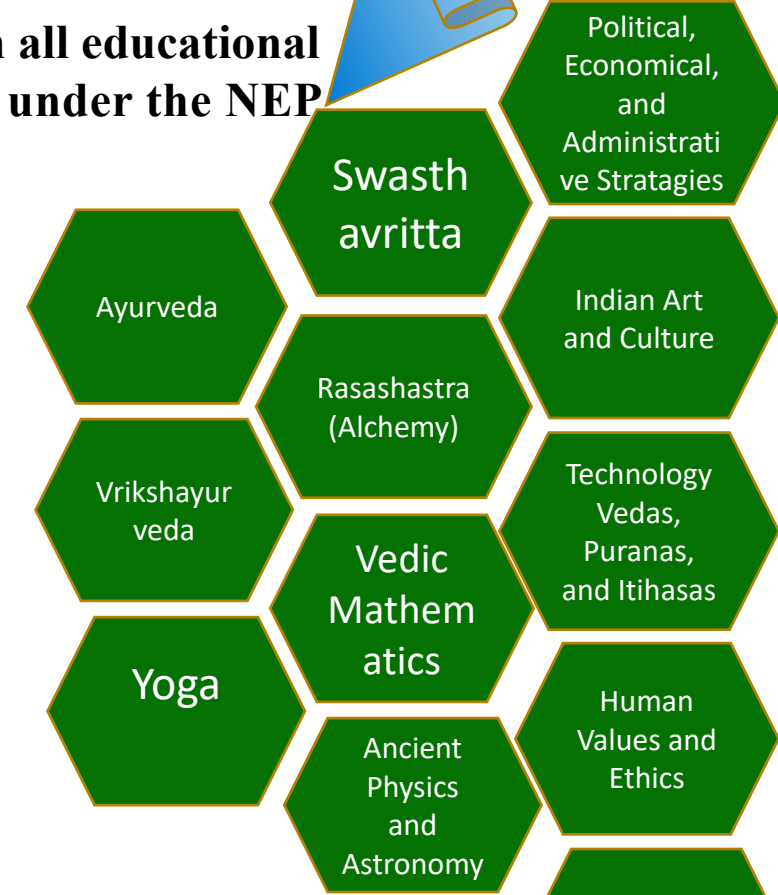 all educational
under the NEP
Political,
Economical,
and
Administrati
ve Stratagies
Swasth
avritta
Ayurveda
Indian Art
and Culture
Rasashastra
(Alchemy)
Vrikshayur
veda
Technology
Vedas,
Puranas,
and Itihasas
Vedic
Mathem
atics
Yoga
Human
Values and
Ethics
Ancient
Physics
and
Astronomy